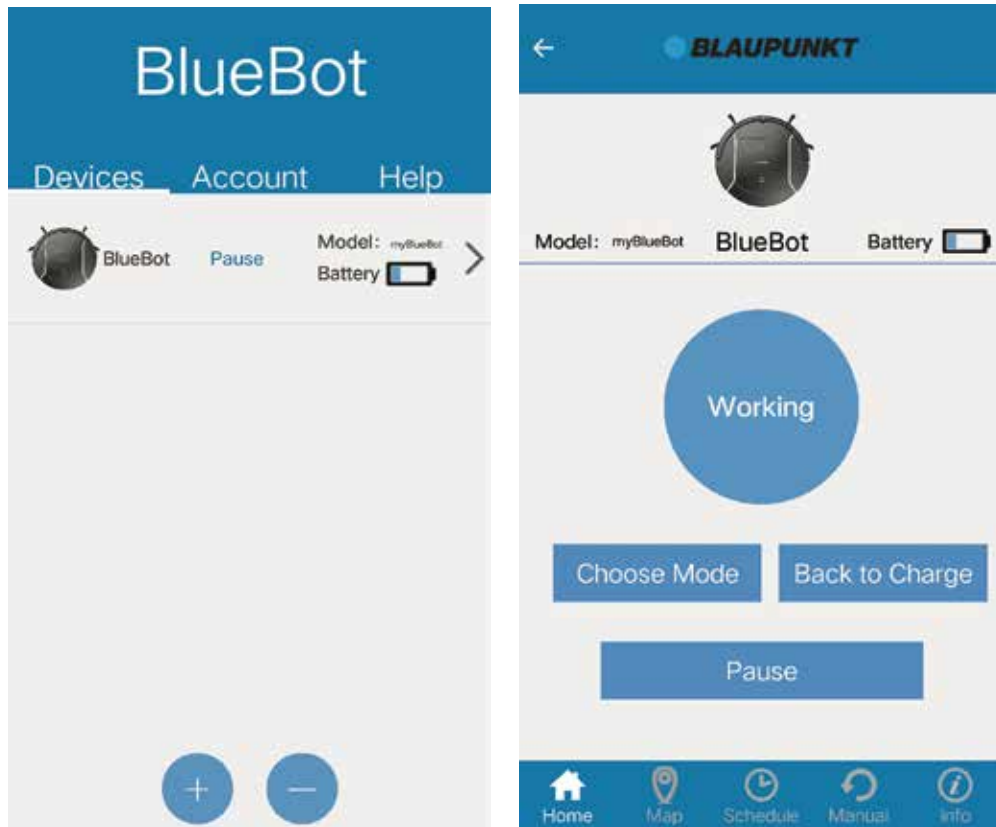 BlueBot
Devices Account Help
BlueBot Pause Model: myBlueBot
Battery
+ −
BLAUPUNKT
Model: myBlueBot BlueBot Battery
Working
Choose Mode Back to Charge
Pause
Home Map Schedule Manual Info